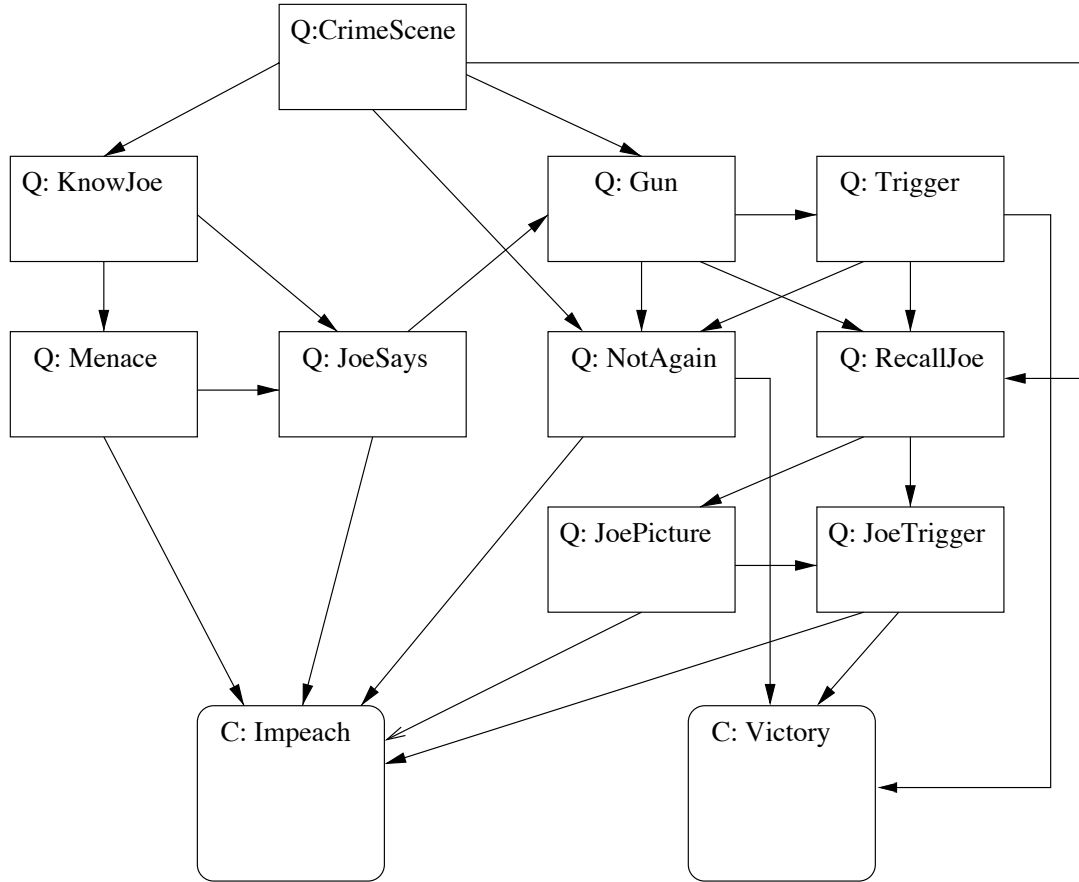 Q:CrimeScene
Q: KnowJoe
Q: Gun
Q: Trigger
Q: Menace
Q: JoeSays
Q: NotAgain
Q: RecallJoe
Q: JoePicture
Q: JoeTrigger
C: Impeach
C: Victory